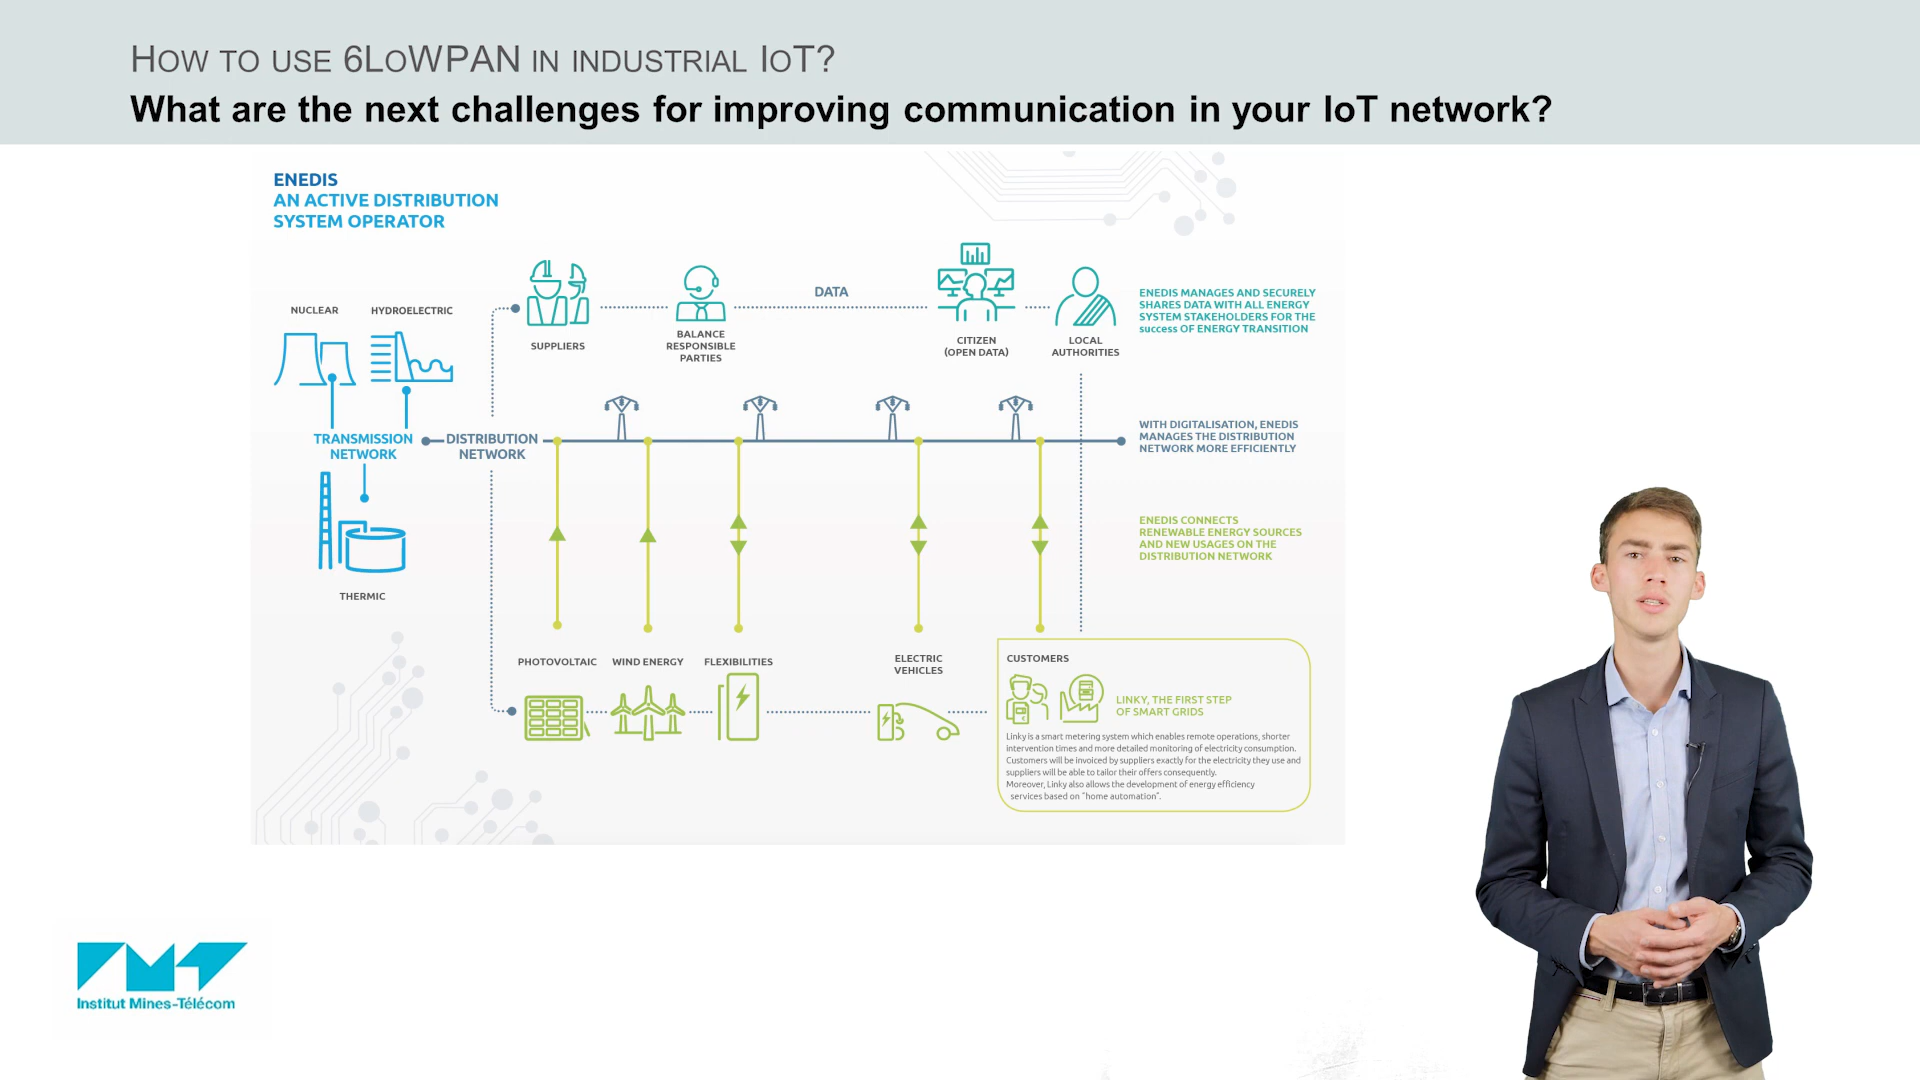 How to use 6LoWPAN in industrial IoT?
What are the next challenges for improving communication in your IoT network?
ENEDIS
AN ACTIVE DISTRIBUTION
SYSTEM OPERATOR
NUCLEAR
HYDROELECTRIC
TRANSMISSION
NETWORK
THERMIC
DISTRIBUTION
NETWORK
SUPPLIERS
BALANCE
RESPONSIBLE
PARTIES
DATA
CITIZEN
(OPEN DATA)
LOCAL
AUTHORITIES
ENEDIS MANAGES AND SECURELY
SHARES DATA WITH ALL ENERGY
SYSTEM STAKEHOLDERS FOR THE
success OF ENERGY TRANSITION
WITH DIGITALISATION, ENEDIS
MANAGES THE DISTRIBUTION
NETWORK MORE EFFICIENTLY
ENEDIS CONNECTS
RENEWABLE ENERGY SOURCES
AND NEW USAGES ON THE
DISTRIBUTION NETWORK
PHOTOVOLTAIC
WIND ENERGY
FLEXIBILITIES
ELECTRIC
VEHICLES
CUSTOMERS
LINKY, THE FIRST STEP
OF SMART GRIDS
Linky is a smart metering system which enables remote operations, shorter
intervention times and more detailed monitoring of electricity consumption.
Customers will be invoiced by suppliers exactly for the electricity they use and
suppliers will be able to tailor their offers consequently.
Moreover, Linky also allows the development of energy efficiency
services based on "home automation".
Institut Mines-Télécom